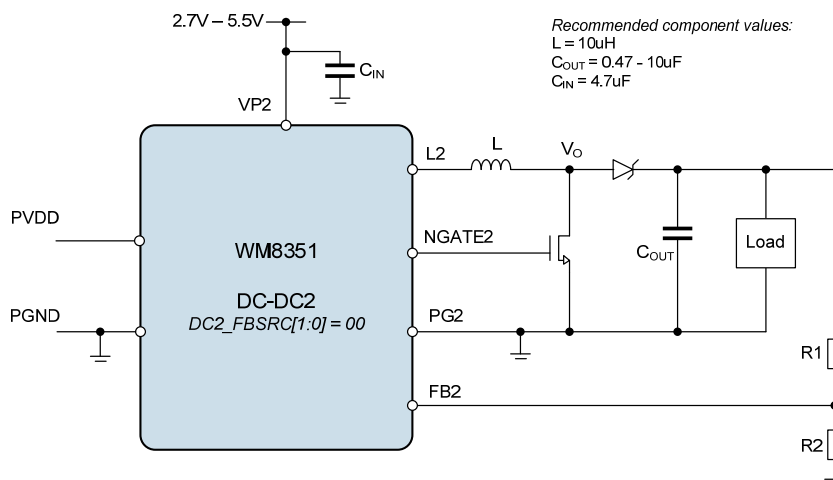 2.7V – 5.5V
Recommended component values:
L = 10uH
COUT = 0.47 - 10uF
CIN = 4.7uF
CIN
VP2
L2
L
VO
PVDD
WM8351
NGATE2
COUT
Load
DC-DC2
PGND
DC2_FBSRC[1:0] = 00
PG2
R1
FB2
R2